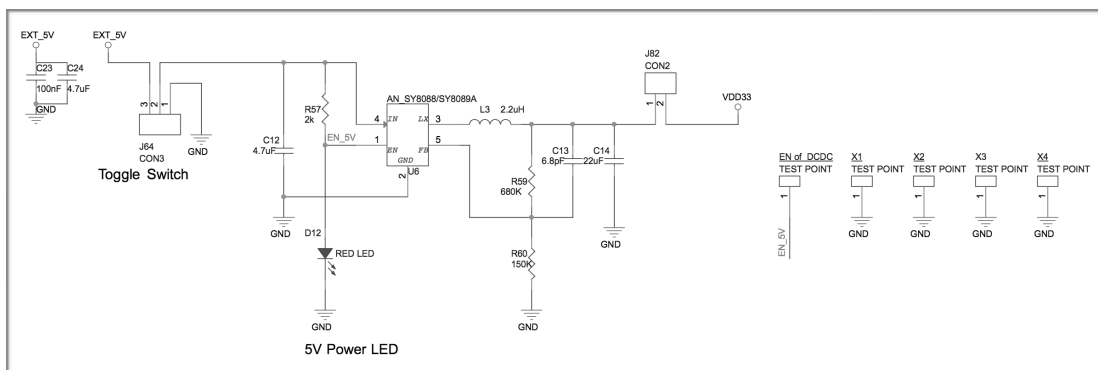 EXT_5V
EXT_5V
C23
C24
100nF
4.7uF
GND
3
2
1
J64
CON3
GND
Toggle Switch
C12
4.7uF
GND
R57
2k
EN_5V
D12
RED LED
GND
5V Power LED
AN_SY8088/SY8089A
4
IN
LX
3
1
EN
FB
5
GND
2
U6
L3
2.2uH
R59
680K
C13
6.8pF
C14
22uF
GND
R60
150K
GND
J82
CON2
1
2
VDD33
EN of DCDC
X1
X2
X3
X4
TEST POINT
TEST POINT
TEST POINT
TEST POINT
TEST POINT
1
1
1
1
1
EN_5V
GND
GND
GND
GND